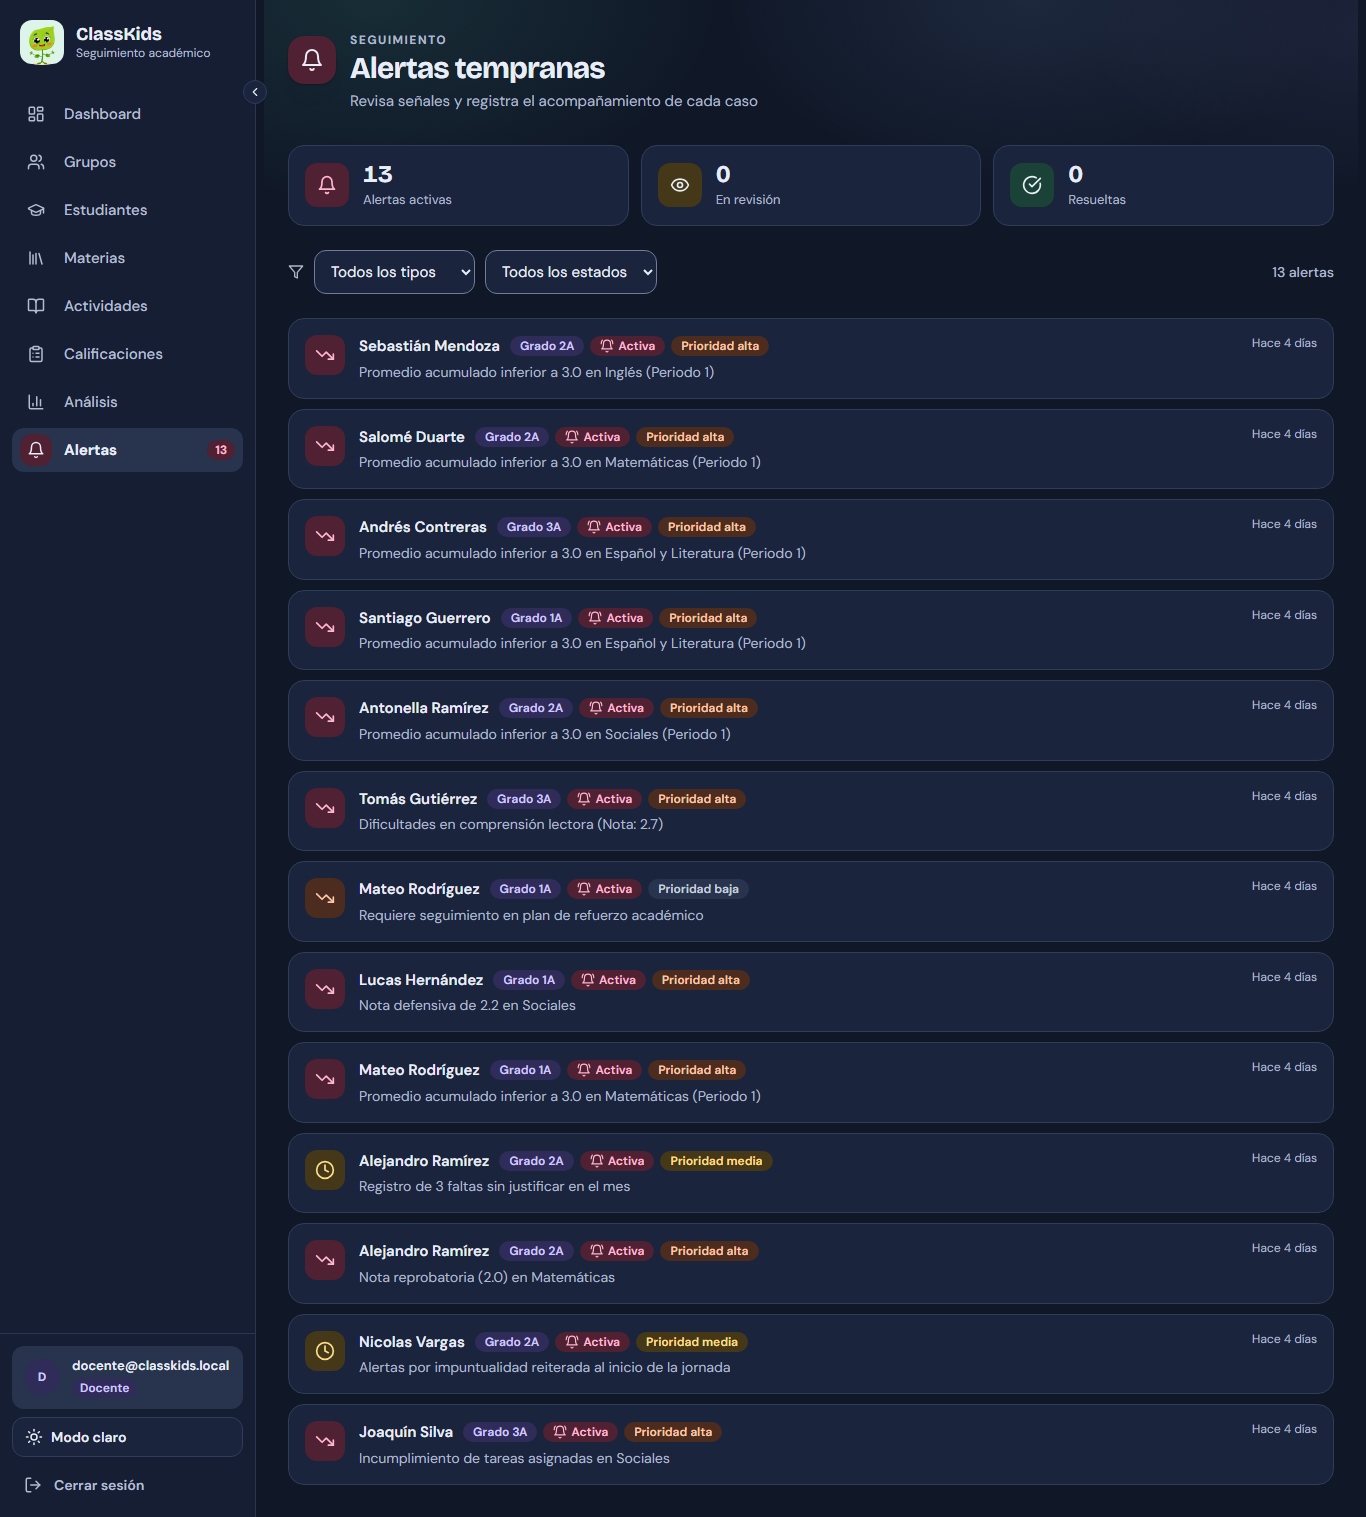 ClassKids
Seguimiento académico
Dashboard
Grupos
Estudiantes
Materias
Actividades
Calificaciones
Análisis
Alertas 13
docente@classkids.local
D
Docente
Modo claro
Cerrar sesión
SEGUIMIENTO
Alertas tempranas
Revisa señales y registra el acompañamiento de cada caso
13
Alertas activas
0
En revisión
0
Resueltas
Todos los tipos Todos los estados 13 alertas
Sebastián Mendoza Grado 2A Activa Prioridad alta Hace 4 días
Promedio acumulado inferior a 3.0 en Inglés (Periodo 1)
Salomé Duarte Grado 2A Activa Prioridad alta Hace 4 días
Promedio acumulado inferior a 3.0 en Matemáticas (Periodo 1)
Andrés Contreras Grado 3A Activa Prioridad alta Hace 4 días
Promedio acumulado inferior a 3.0 en Español y Literatura (Periodo 1)
Santiago Guerrero Grado 1A Activa Prioridad alta Hace 4 días
Promedio acumulado inferior a 3.0 en Español y Literatura (Periodo 1)
Antonella Ramírez Grado 2A Activa Prioridad alta Hace 4 días
Promedio acumulado inferior a 3.0 en Sociales (Periodo 1)
Tomás Gutiérrez Grado 3A Activa Prioridad alta Hace 4 días
Dificultades en comprensión lectora (Nota: 2.7)
Mateo Rodríguez Grado 1A Activa Prioridad baja Hace 4 días
Requiere seguimiento en plan de refuerzo académico
Lucas Hernández Grado 1A Activa Prioridad alta Hace 4 días
Nota defensiva de 2.2 en Sociales
Mateo Rodríguez Grado 1A Activa Prioridad alta Hace 4 días
Promedio acumulado inferior a 3.0 en Matemáticas (Periodo 1)
Alejandro Ramírez Grado 2A Activa Prioridad media Hace 4 días
Registro de 3 faltas sin justificar en el mes
Alejandro Ramírez Grado 2A Activa Prioridad alta Hace 4 días
Nota reprobatoria (2.0) en Matemáticas
Nicolas Vargas Grado 2A Activa Prioridad media Hace 4 días
Alertas por impuntualidad reiterada al inicio de la jornada
Joaquín Silva Grado 3A Activa Prioridad alta Hace 4 días
Incumplimiento de tareas asignadas en Sociales